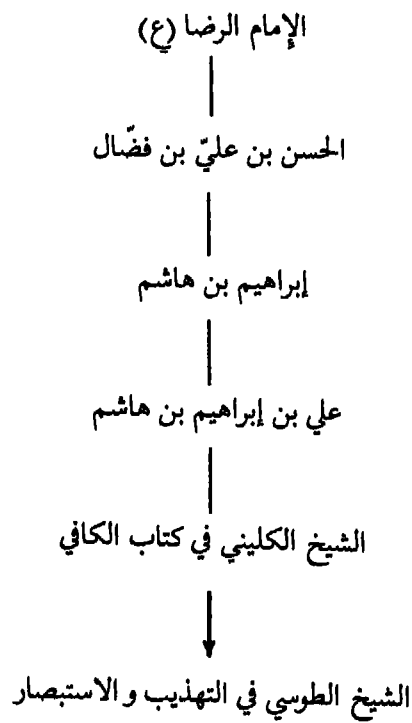 الإمام الرضا (ع)
الحسن بن عليّ بن فضّال
إبراهيم بن هاشم
علي بن إبراهيم بن هاشم
الشيخ الكليني في كتاب الكافي
الشيخ الطوسي في التهذيب و الاستبصار